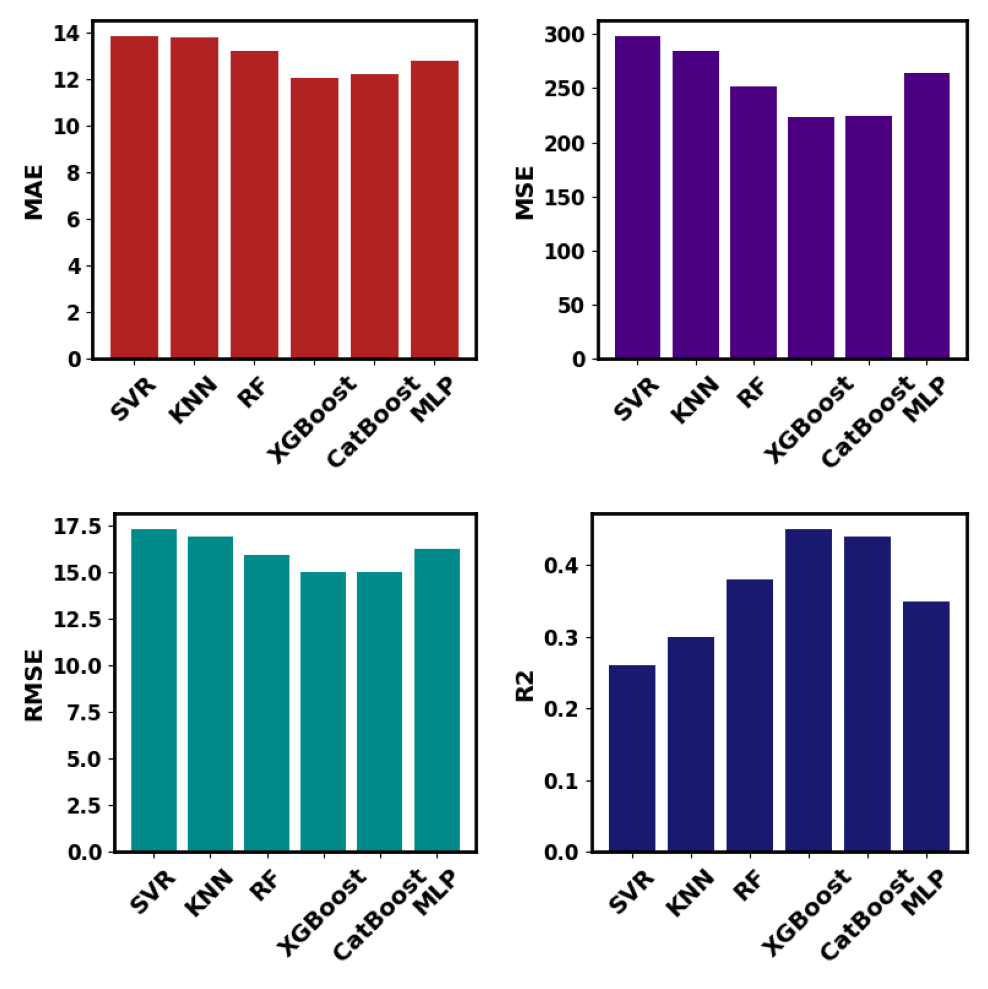 MAE
14
12
10
8
6
4
2
0
SVR
KNN
RF
XGBoost
CatBoost
MLP
MSE
300
250
200
150
100
50
0
SVR
KNN
RF
XGBoost
CatBoost
MLP
RMSE
17.5
15.0
12.5
10.0
7.5
5.0
2.5
0.0
SVR
KNN
RF
XGBoost
CatBoost
MLP
R2
0.4
0.3
0.2
0.1
0.0
SVR
KNN
RF
XGBoost
CatBoost
MLP